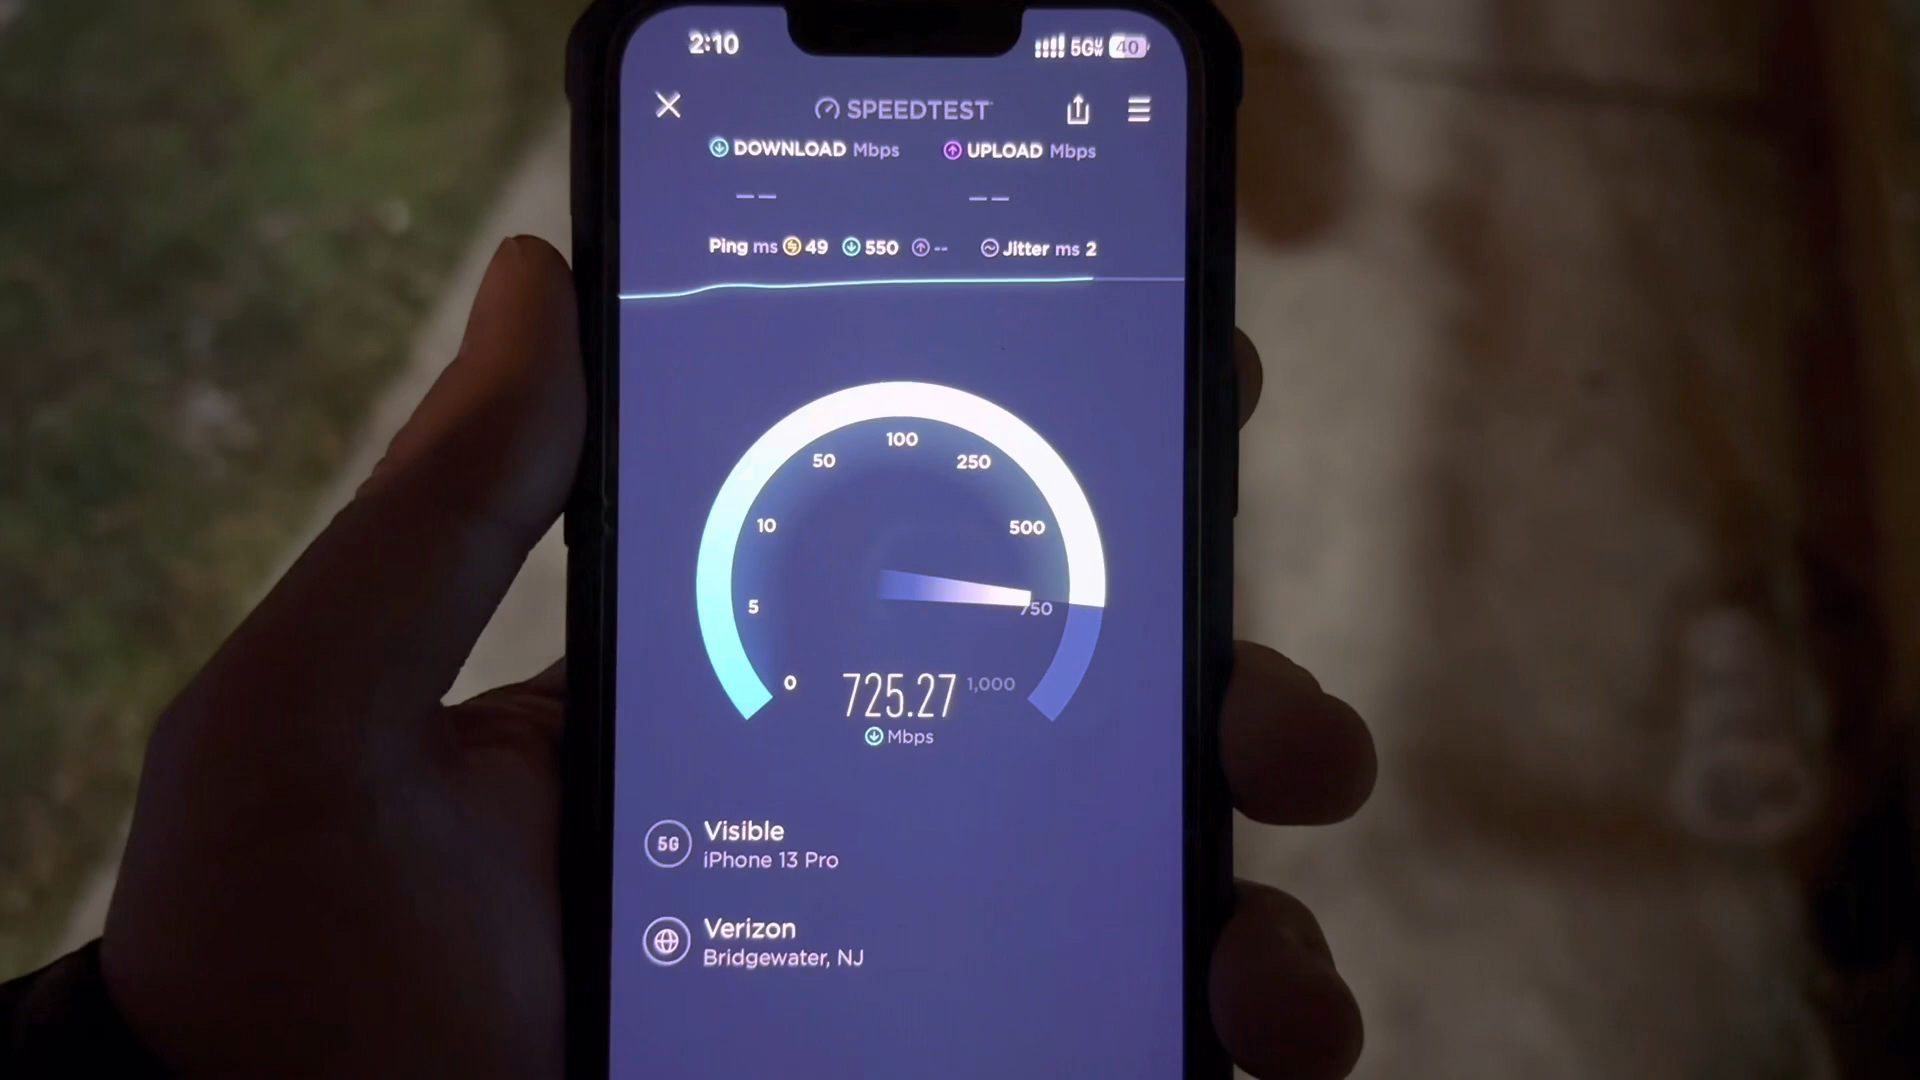 2:10 5G UW 40
SPEEDTEST
DOWNLOAD Mbps UPLOAD Mbps
-- --
Ping ms 49 550 -- Jitter ms 2
100
50 250
10 500
5 750
0 1,000
725.27
Mbps
5G Visible
iPhone 13 Pro
Verizon
Bridgewater, NJ